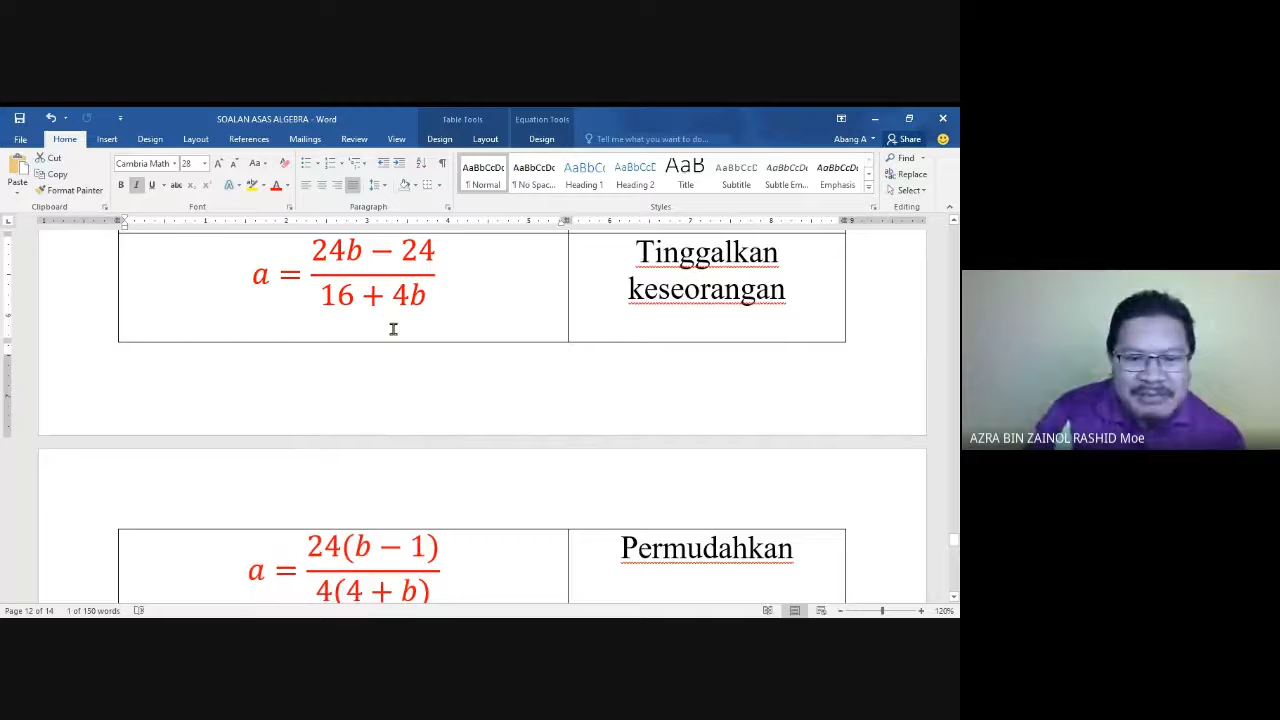 SOALAN ASAS ALGEBRA - Word
Table Tools
Equation Tools
File
Home
Insert
Design
Layout
References
Mailings
Review
View
Design
Layout
Design
Tell me what you want to do...
Abang A
Share
Paste
Cut
Copy
Format Painter
Clipboard
Cambria Math
28
Font
Paragraph
AaBbCcDc
¶ Normal
AaBbCcDc
¶ No Spac...
AaBbCc
Heading 1
AaBbCcE
Heading 2
AaB
Title
AaBbCcC
Subtitle
AaBbCcDc
Subtle Em...
AaBbCcDc
Emphasis
Styles
Find
Replace
Select
Editing
a = (24b − 24)/(16 + 4b)
Tinggalkan
keseorangan
a = 24(b − 1)/4(4 + b)
Permudahkan
AZRA BIN ZAINOL RASHID Moe
Page 12 of 14
1 of 150 words
120%